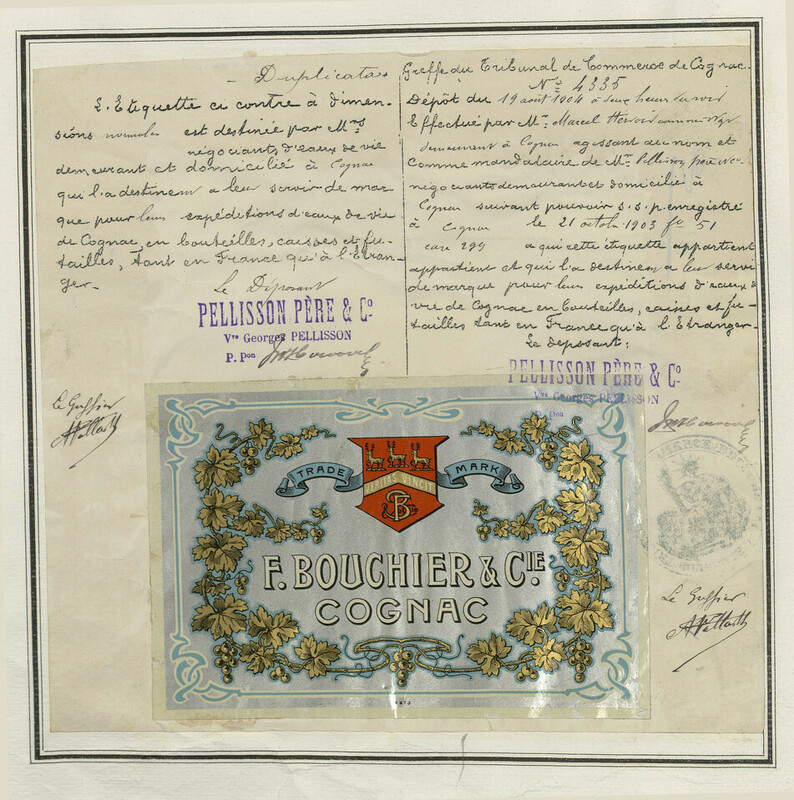 Duplicata
L'Etiquette ci contre à dimen-
sions normales est destinée par Mrs
négociants d'eaux de vie
demeurant et domicilié à Cognac
qui l'a destinent a leur servir de mar-
que pour leurs expéditions d'eaux de vie
de Cognac, en bouteilles, caisses et fu-
tailles, tant en France qu'à l'Etran-
ger.
Le Déposant
PELLISSON PÈRE & Co
Vve Georges PELLISSON
P. Pon
Le Greffier
Greffe du Tribunal de Commerce de Cognac.
No 4335
Dépôt du 19 août 1904 à deux heures du soir
Effectué par Mr Marcel
demeurant à Cognac agissant au nom et
comme mandataire de Mrs Pellisson père & Co
négociants demeurant et domicilié à
Cognac suivant pouvoir s.s.p. enregistré
à Cognac le 21 octobre 1903 fo 51
case 299 a qui cette étiquette appartient
appartient et qui l'a destinent a leur servir
de marque pour leurs expéditions d'eaux de
vie de Cognac en bouteilles, caisses et fu-
tailles tant en France qu'à l'Etranger.
Le déposant:
PELLISSON PÈRE & Co
Vve Georges PELLISSON
P. Pon
Le Greffier
TRADE MARK
VERITAS VINCIT
F. BOUCHIER & CIE.
COGNAC